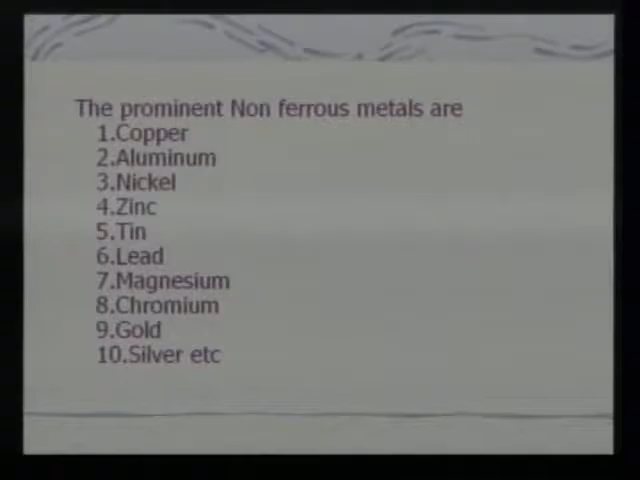 The prominent Non ferrous metals are
1.Copper
2.Aluminum
3.Nickel
4.Zinc
5.Tin
6.Lead
7.Magnesium
8.Chromium
9.Gold
10.Silver etc